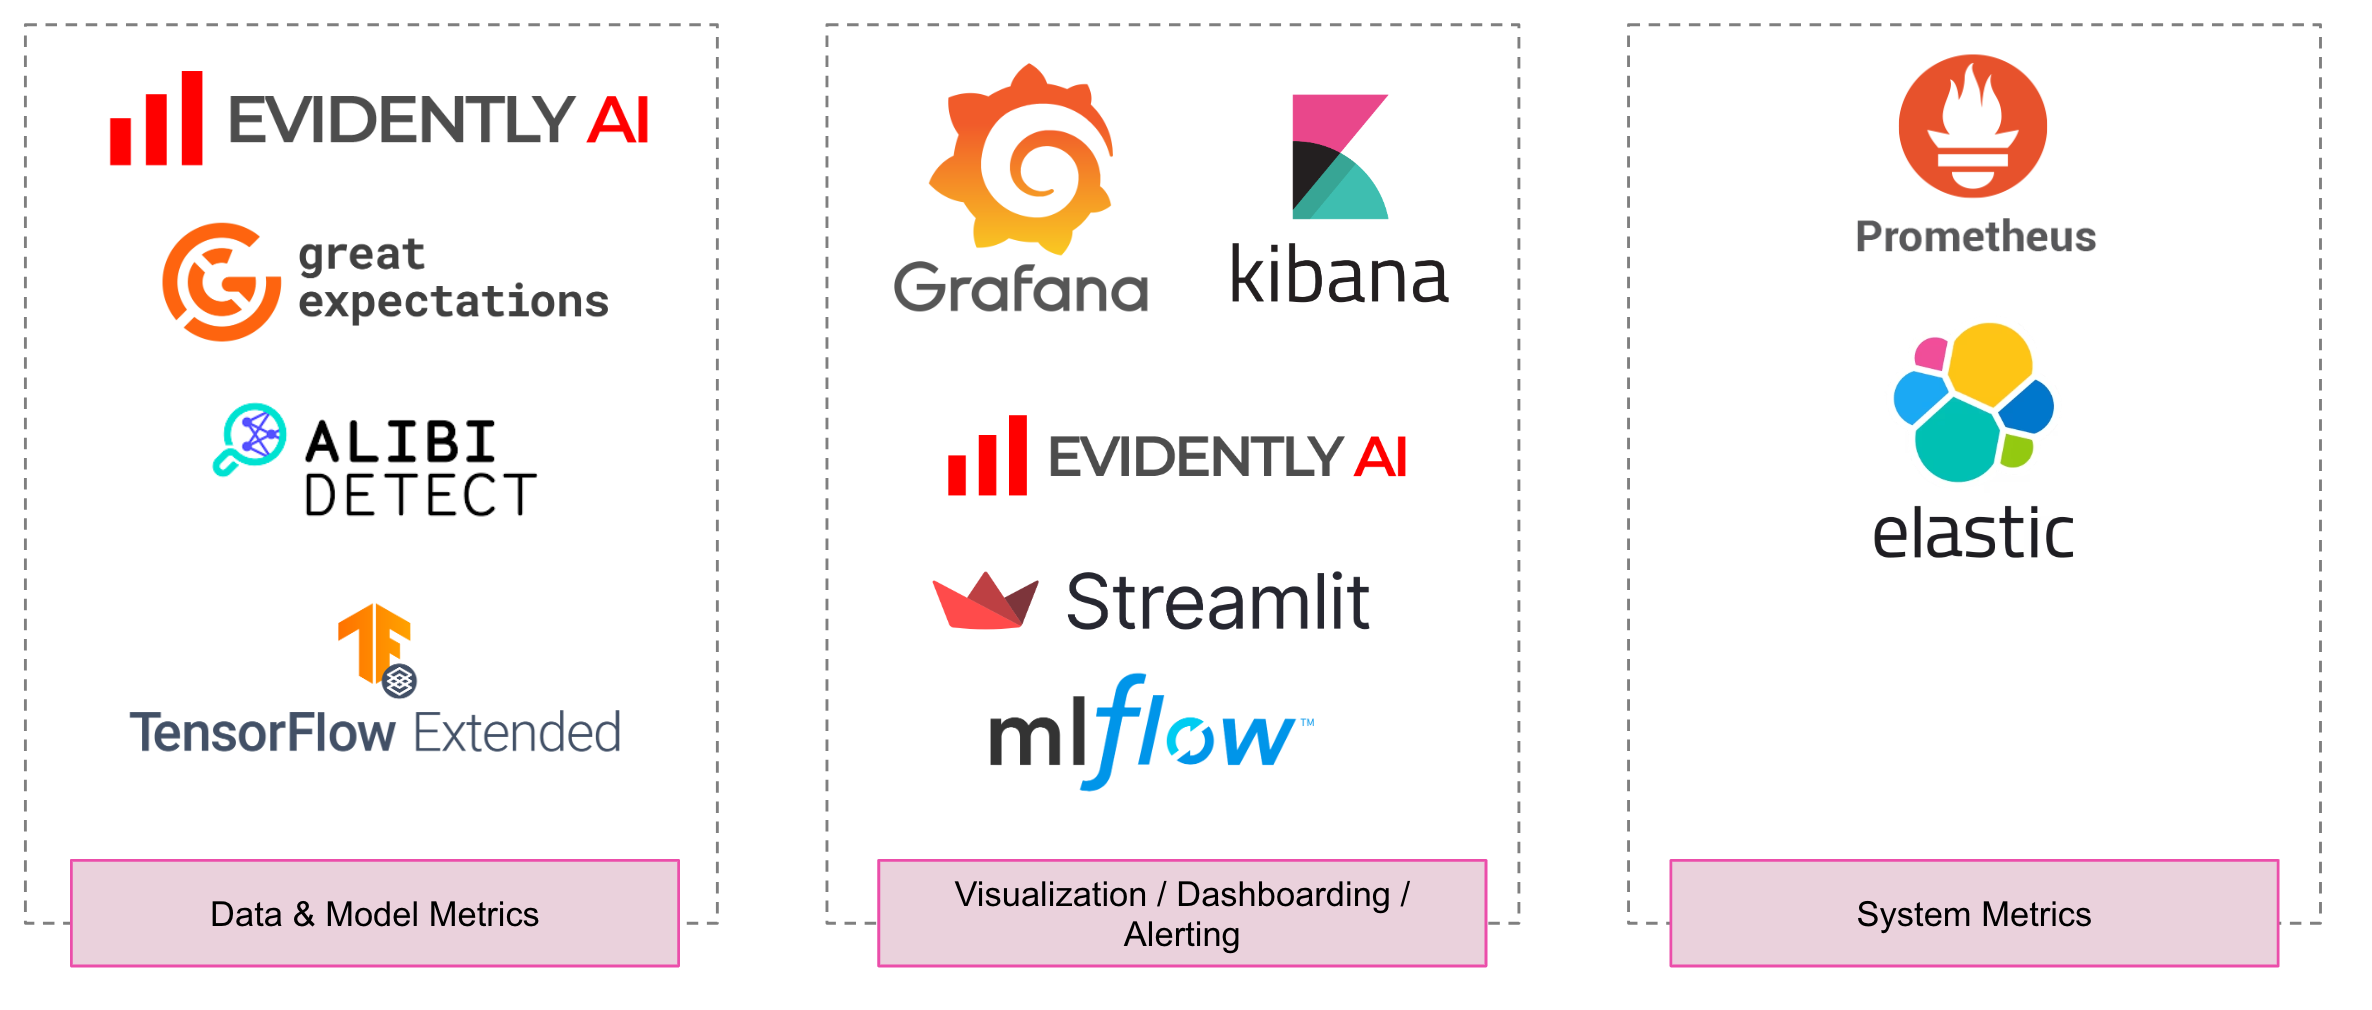 EVIDENTLY AI
great
expectations
ALIBI
DETECT
TensorFlow Extended
Data & Model Metrics
Grafana
kibana
EVIDENTLY AI
Streamlit
mlflow™
Visualization / Dashboarding /
Alerting
Prometheus
elastic
System Metrics